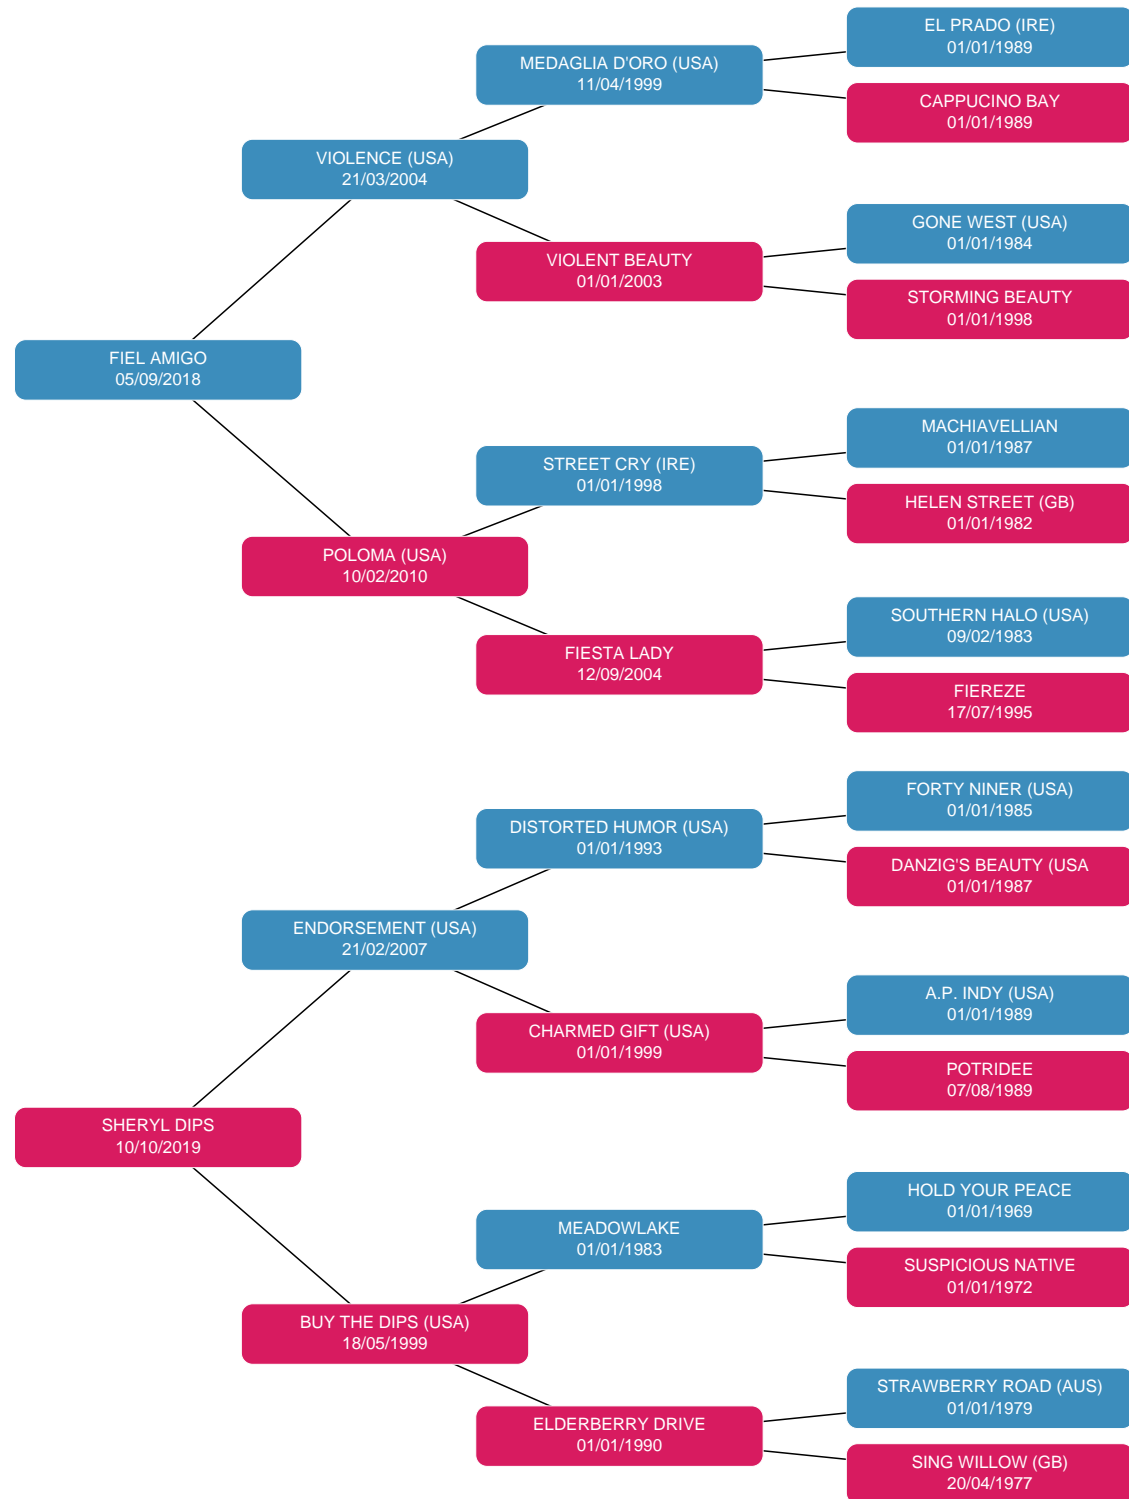 EL PRADO (IRE)
01/01/1989
MEDAGLIA D'ORO (USA)
11/04/1999
CAPPUCINO BAY
01/01/1989
VIOLENCE (USA)
21/03/2004
GONE WEST (USA)
01/01/1984
VIOLENT BEAUTY
01/01/2003
STORMING BEAUTY
01/01/1998
FIEL AMIGO
05/09/2018
MACHIAVELLIAN
01/01/1987
STREET CRY (IRE)
01/01/1998
HELEN STREET (GB)
01/01/1982
POLOMA (USA)
10/02/2010
SOUTHERN HALO (USA)
09/02/1983
FIESTA LADY
12/09/2004
FIEREZE
17/07/1995
FORTY NINER (USA)
01/01/1985
DISTORTED HUMOR (USA)
01/01/1993
DANZIG'S BEAUTY (USA
01/01/1987
ENDORSEMENT (USA)
21/02/2007
A.P. INDY (USA)
01/01/1989
CHARMED GIFT (USA)
01/01/1999
POTRIDEE
07/08/1989
SHERYL DIPS
10/10/2019
HOLD YOUR PEACE
01/01/1969
MEADOWLAKE
01/01/1983
SUSPICIOUS NATIVE
01/01/1972
BUY THE DIPS (USA)
18/05/1999
STRAWBERRY ROAD (AUS)
01/01/1979
ELDERBERRY DRIVE
01/01/1990
SING WILLOW (GB)
20/04/1977